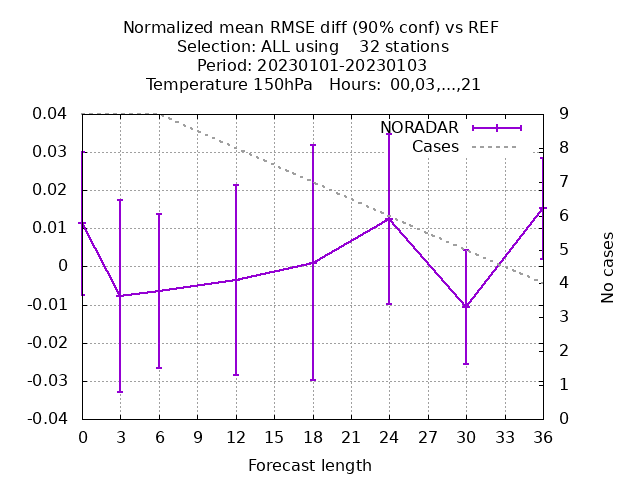 Normalized mean RMSE diff (90% conf) vs REF
Selection: ALL using 32 stations
Period: 20230101-20230103
Temperature 150hPa Hours: 00,03,...,21
NORADAR
Cases
0.04
0.03
0.02
0.01
0
-0.01
-0.02
-0.03
-0.04
9
8
7
6
5
4
3
2
1
0
No cases
0 3 6 9 12 15 18 21 24 27 30 33 36
Forecast length